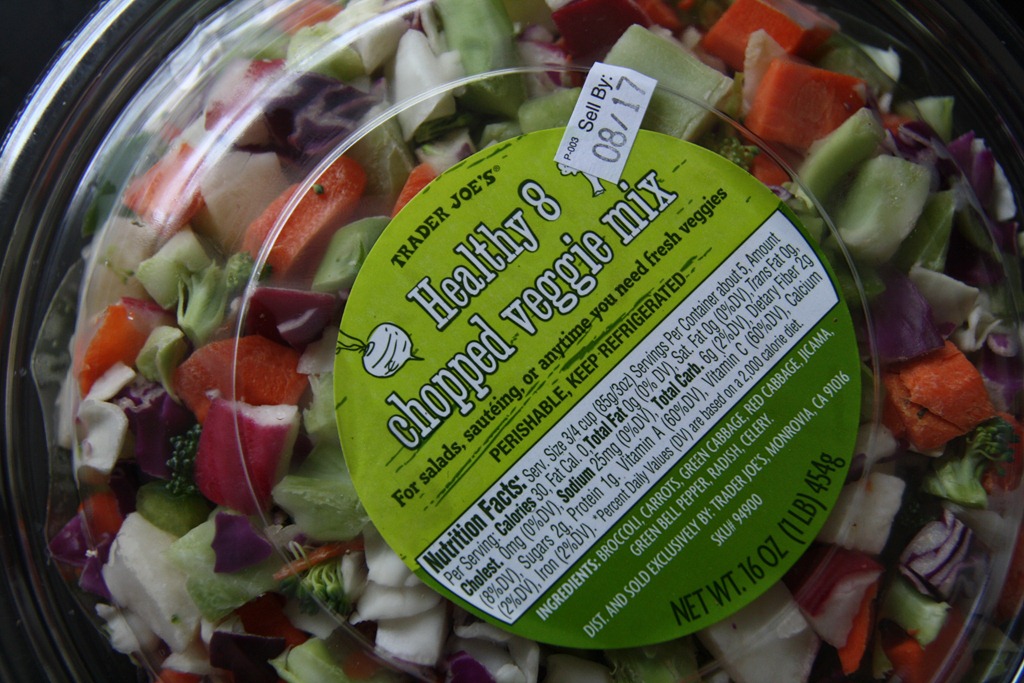 P-003 Sell By:
08/17
TRADER JOE'S®
Healthy 8
chopped veggie mix™
For salads, sautéing, or anytime you need fresh veggies
PERISHABLE, KEEP REFRIGERATED
Nutrition Facts: Serv. Size 3/4 cup (85g/3oz) Servings Per Container about 5, Amount
Per Serving: Calories 30, Fat Cal. 0, Total Fat 0g (0% DV) Sat. Fat 0g (0%DV), Trans Fat 0g,
Cholest. 0mg (0%DV), Sodium 25mg (0%DV), Total Carb. 6g (2%DV), Dietary Fiber 2g
(8%DV), Sugars 2g, Protein 1g, Vitamin A (60%DV), Vitamin C (60%DV), Calcium
(2%DV), Iron (2%DV). *Percent Daily Values (DV) are based on a 2,000 calorie diet.
INGREDIENTS: BROCCOLI, CARROTS, GREEN CABBAGE, RED CABBAGE, JICAMA,
GREEN BELL PEPPER, RADISH, CELERY.
DIST. AND SOLD EXCLUSIVELY BY: TRADER JOE'S, MONROVIA, CA 91016
SKU 94900
NET WT. 16 OZ (1 LB) 454g